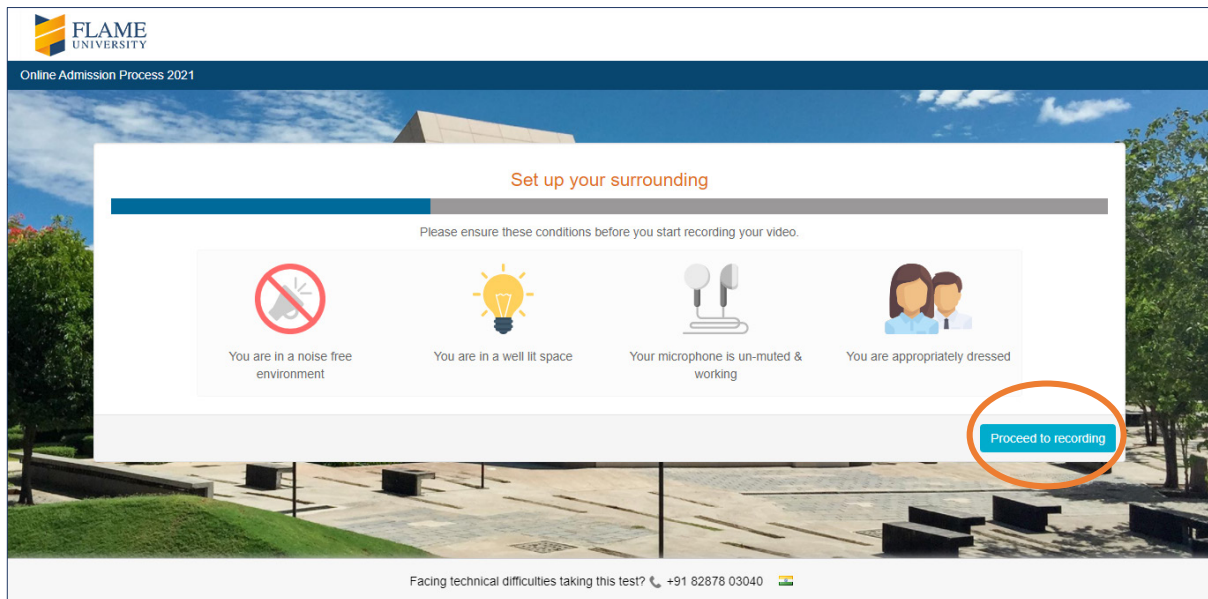 FLAME
UNIVERSITY
Online Admission Process 2021
Set up your surrounding
Please ensure these conditions before you start recording your video.
You are in a noise free
environment
You are in a well lit space
Your microphone is un-muted &
working
You are appropriately dressed
Proceed to recording
Facing technical difficulties taking this test? +91 82878 03040